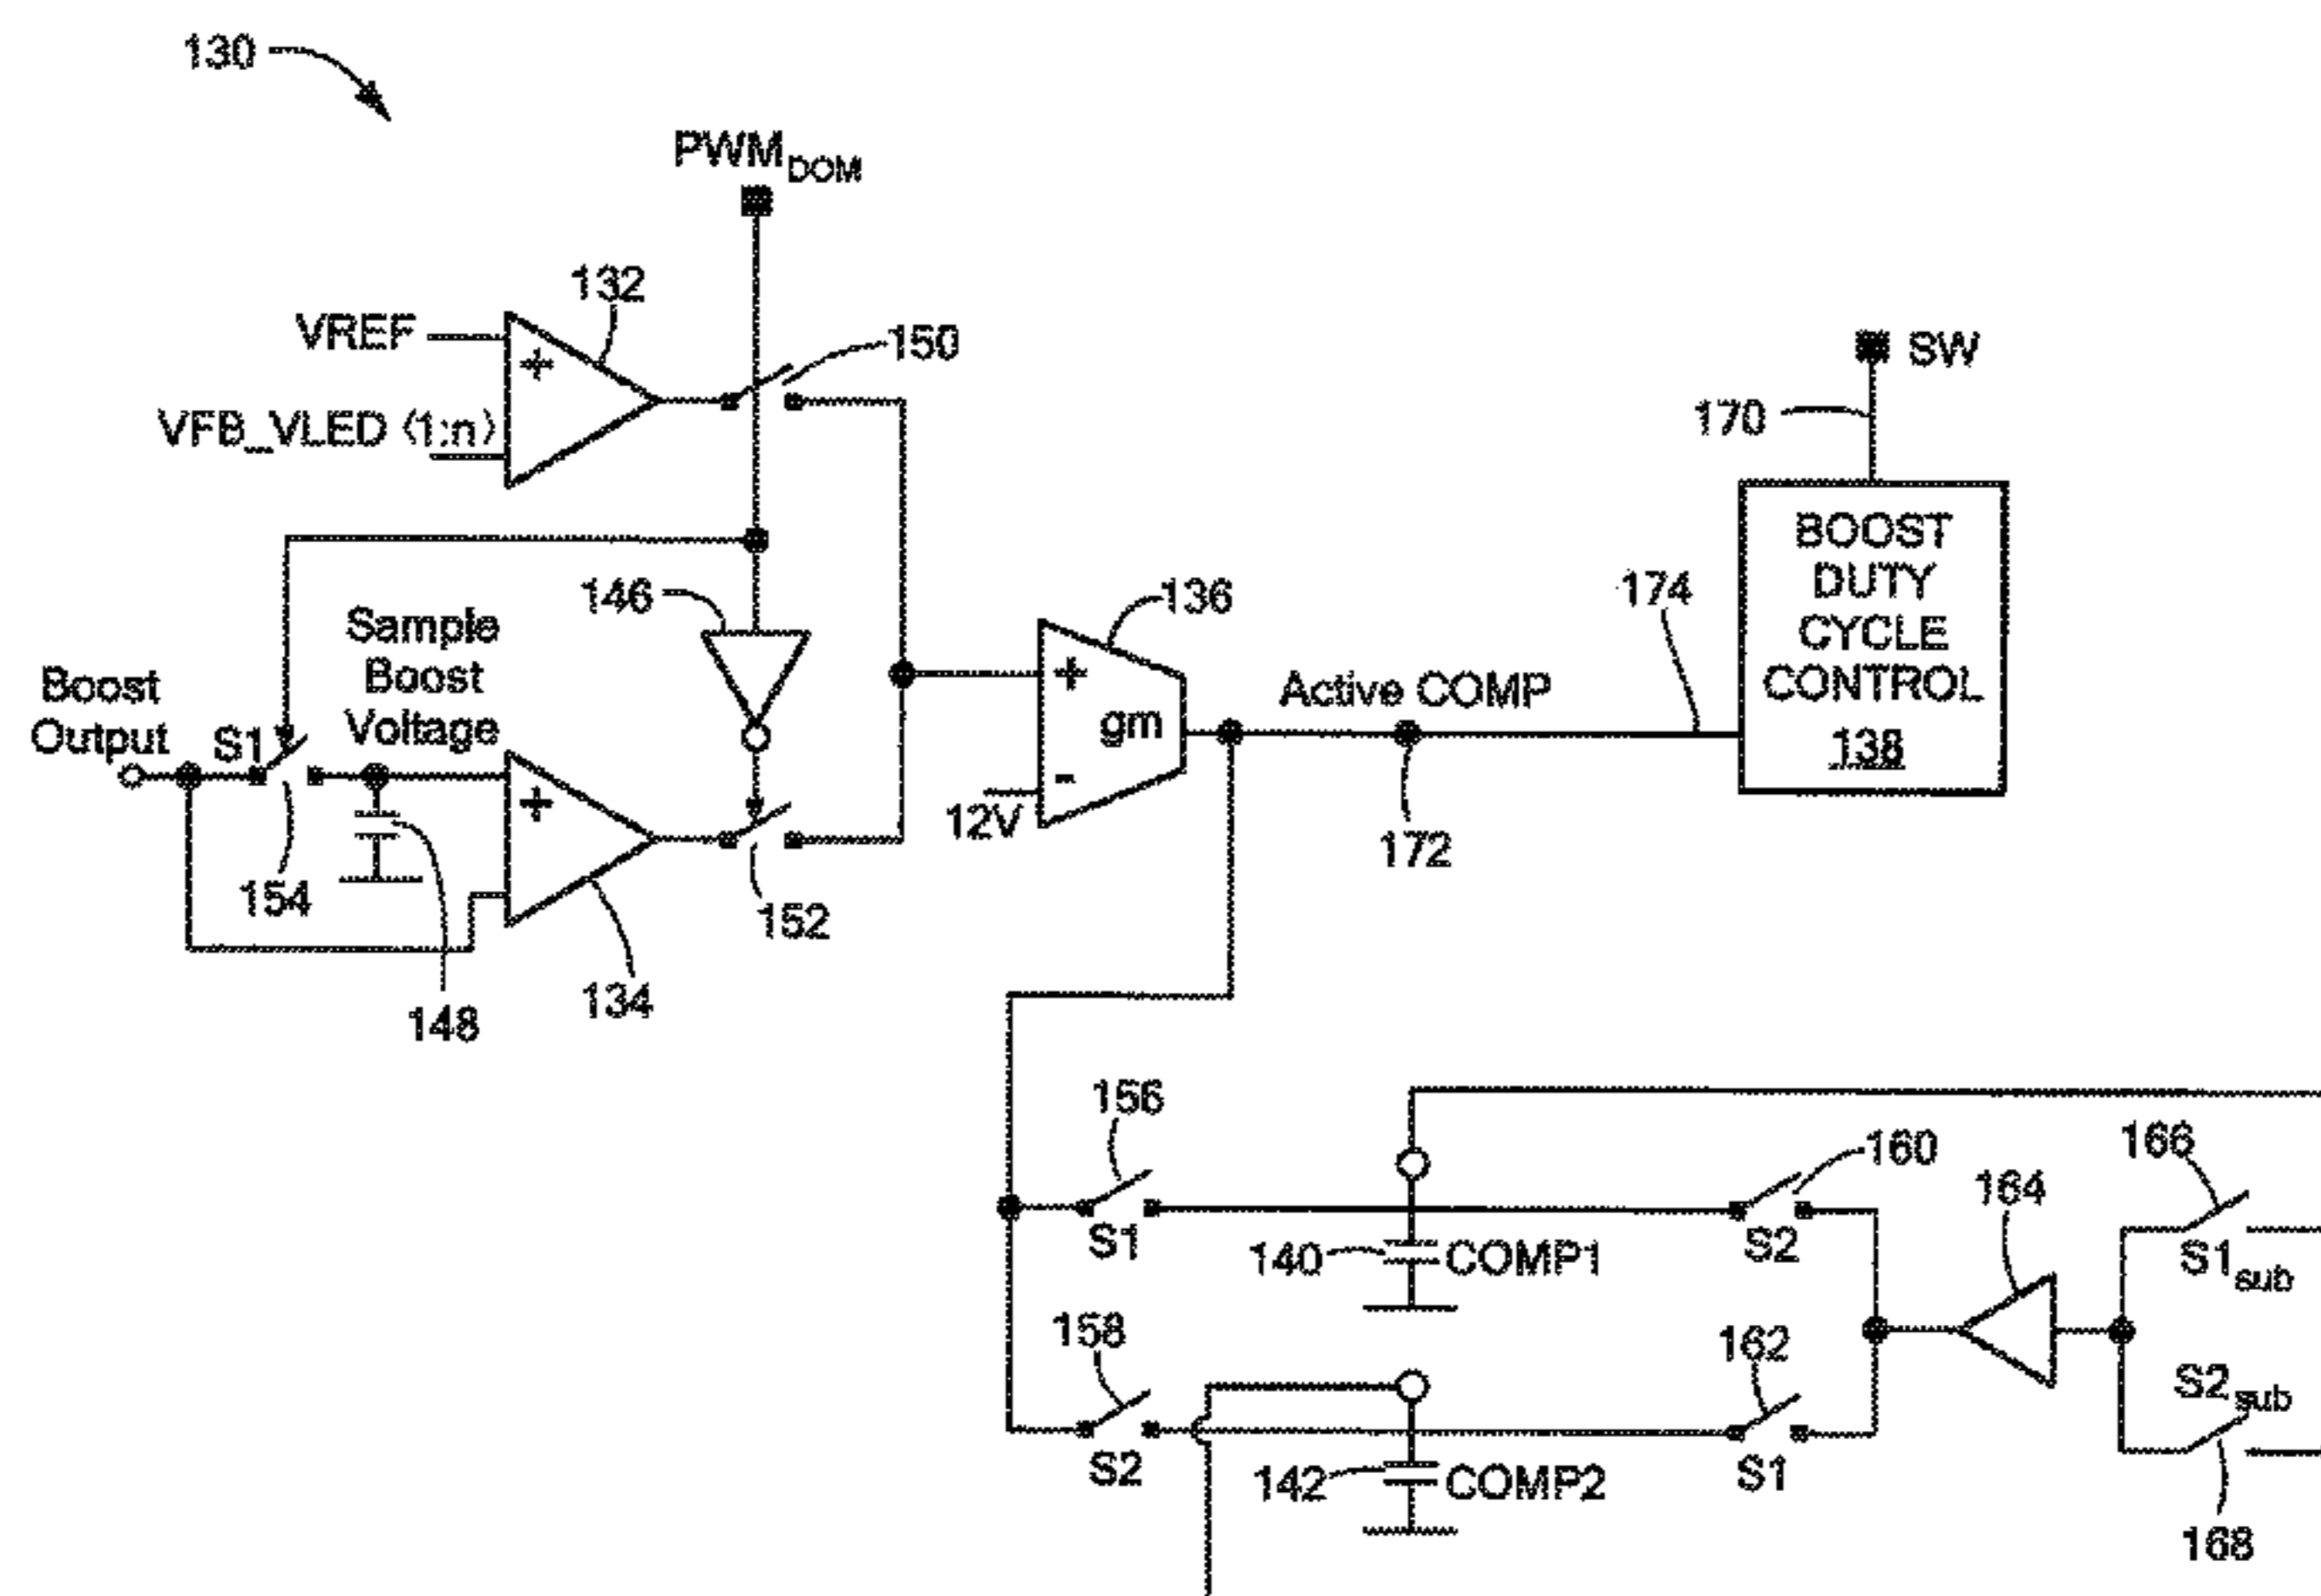 130
PWM DOM
132
VREF
150
VFB_VLED (1:n)
SW
170
BOOST
DUTY
CYCLE
CONTROL
138
146
136
174
Sample
Boost
Voltage
Boost
Output
S1
+
+
+
gm
-
12V
Active COMP
172
154
152
148
134
156
160
166
164
S1
140
COMP1
S2
S1sub
158
162
S2sub
S2
142
COMP2
S1
168